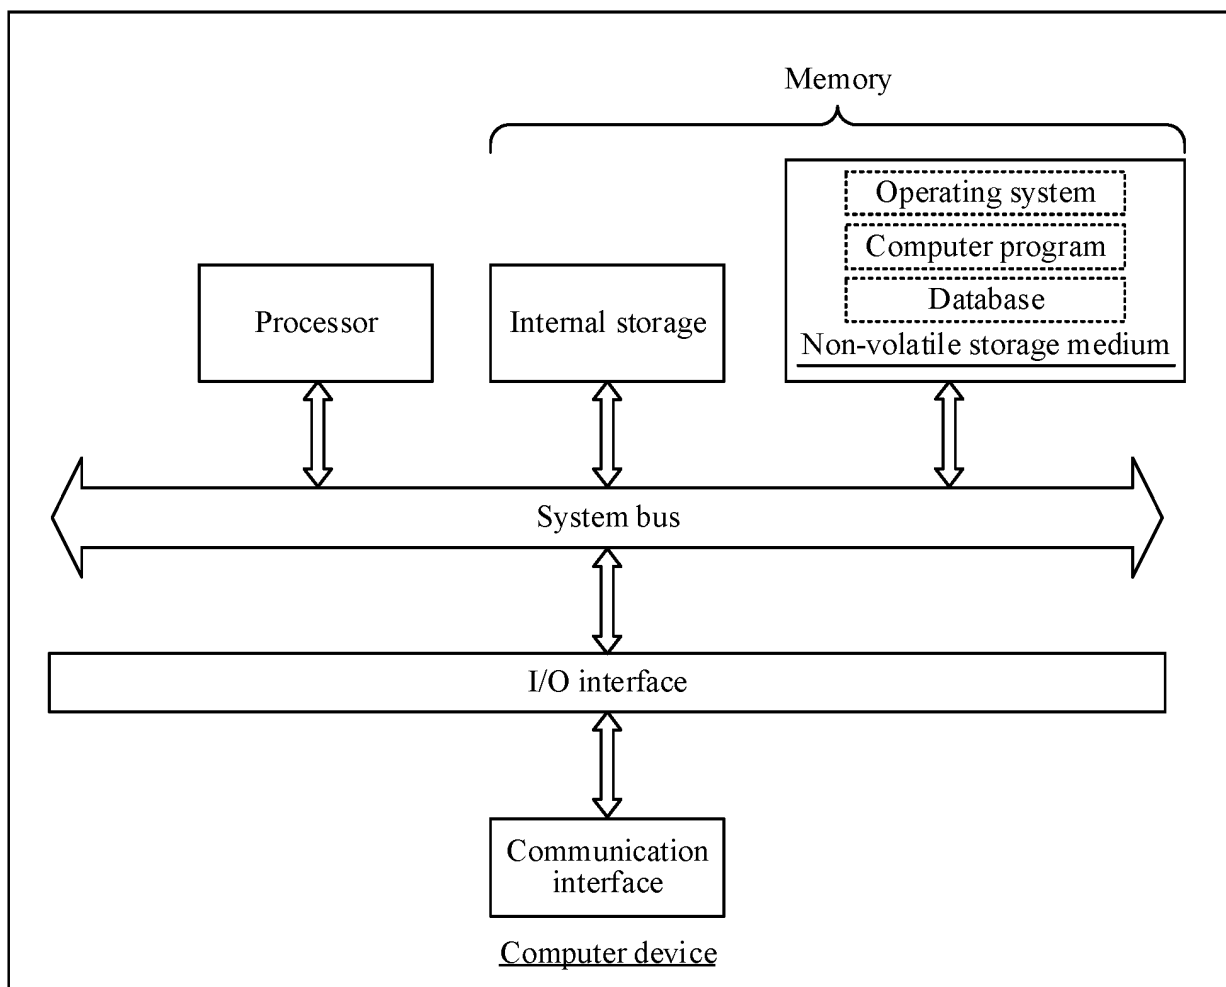 Memory
Operating system
Computer program
Database
Non-volatile storage medium
Processor
Internal storage
System bus
I/O interface
Communication
interface
Computer device